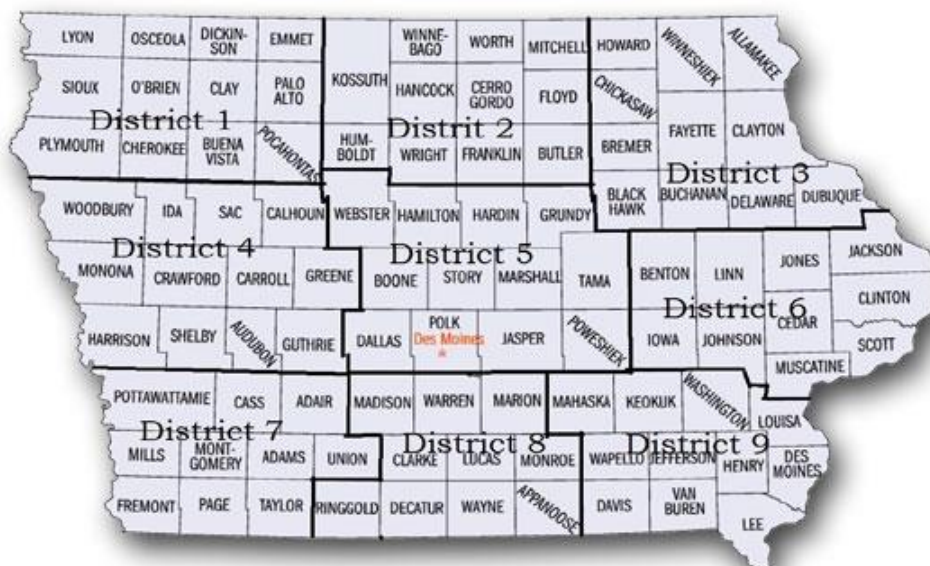 LYON
OSCEOLA
DICKIN-
SON
EMMET
WINNE-
BAGO
WORTH
MITCHELL
HOWARD
WINNESHIEK
ALLAMAKEE
SIOUX
O'BRIEN
CLAY
PALO
ALTO
KOSSUTH
HANCOCK
CERRO
GORDO
FLOYD
CHICKASAW
District 1
Distrit 2
FAYETTE
CLAYTON
PLYMOUTH
CHEROKEE
BUENA
VISTA
POCAHONTAS
HUM-
BOLDT
WRIGHT
FRANKLIN
BUTLER
BREMER
District 3
BLACK
HAWK
BUCHANAN
DELAWARE
DUBUQUE
WOODBURY
IDA
SAC
CALHOUN
WEBSTER
HAMILTON
HARDIN
GRUNDY
District 4
District 5
MONONA
CRAWFORD
CARROLL
GREENE
BOONE
STORY
MARSHALL
TAMA
BENTON
LINN
JONES
JACKSON
District 6
CLINTON
CEDAR
HARRISON
SHELBY
AUDUBON
GUTHRIE
DALLAS
POLK
Des Moines
*
JASPER
POWESHIEK
IOWA
JOHNSON
SCOTT
MUSCATINE
POTTAWATTAMIE
CASS
ADAIR
MADISON
WARREN
MARION
MAHASKA
KEOKUK
WASHINGTON
LOUISA
District 7
District 8
District 9
MILLS
MONT-
GOMERY
ADAMS
UNION
CLARKE
LUCAS
MONROE
WAPELLO
JEFFERSON
HENRY
DES
MOINES
FREMONT
PAGE
TAYLOR
RINGGOLD
DECATUR
WAYNE
APPANOOSE
DAVIS
VAN
BUREN
LEE